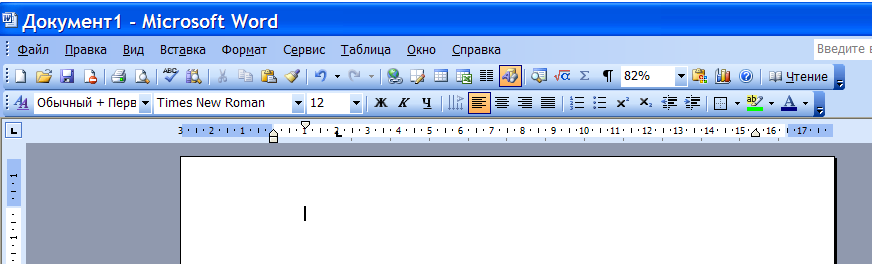 Документ1 - Microsoft Word
Файл Правка Вид Вставка Формат Сервис Таблица Окно Справка Введите в
82% Чтение
Обычный + Перв Times New Roman 12 Ж К Ч
3 2 1 1 2 3 4 5 6 7 8 9 10 11 12 13 14 15 16 17
1
1